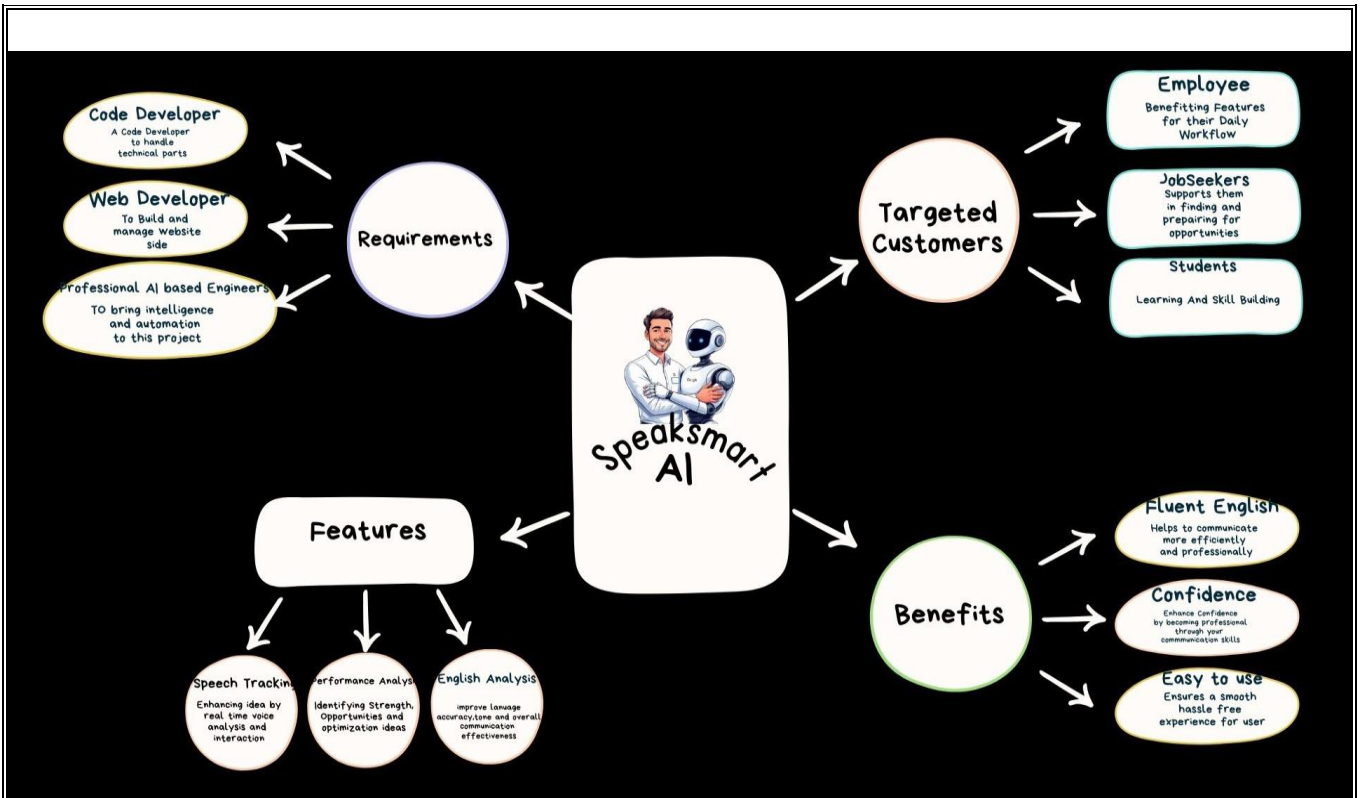 Code Developer
A Code Developer
to handle
technical parts
Web Developer
To Build and
manage Website
side
Professional AI based Engineers
TO bring intelligence
and automation
to this project
Requirements
Speaksmart
AI
Targeted
Customers
Employee
Benefitting Features
for their Daily
Workflow
JobSeekers
Supports them
in finding and
prepairing for
opportunities
Students
Learning And Skill Building
Features
Speech Trackin
Enhancing idea by
real time voice
analysis and
interaction
Performance Analys
Identifying Strength,
Opportunities and
optimization ideas
English Analysis
improve lanuage
accuracy,tone and overall
communication
effectiveness
Benefits
Fluent English
Helps to communicate
more efficiently
and professionally
Confidence
Enhance Confidence
by becoming professional
through your
commmunication skills
Easy to use
Ensures a smooth
hassle free
experience for user